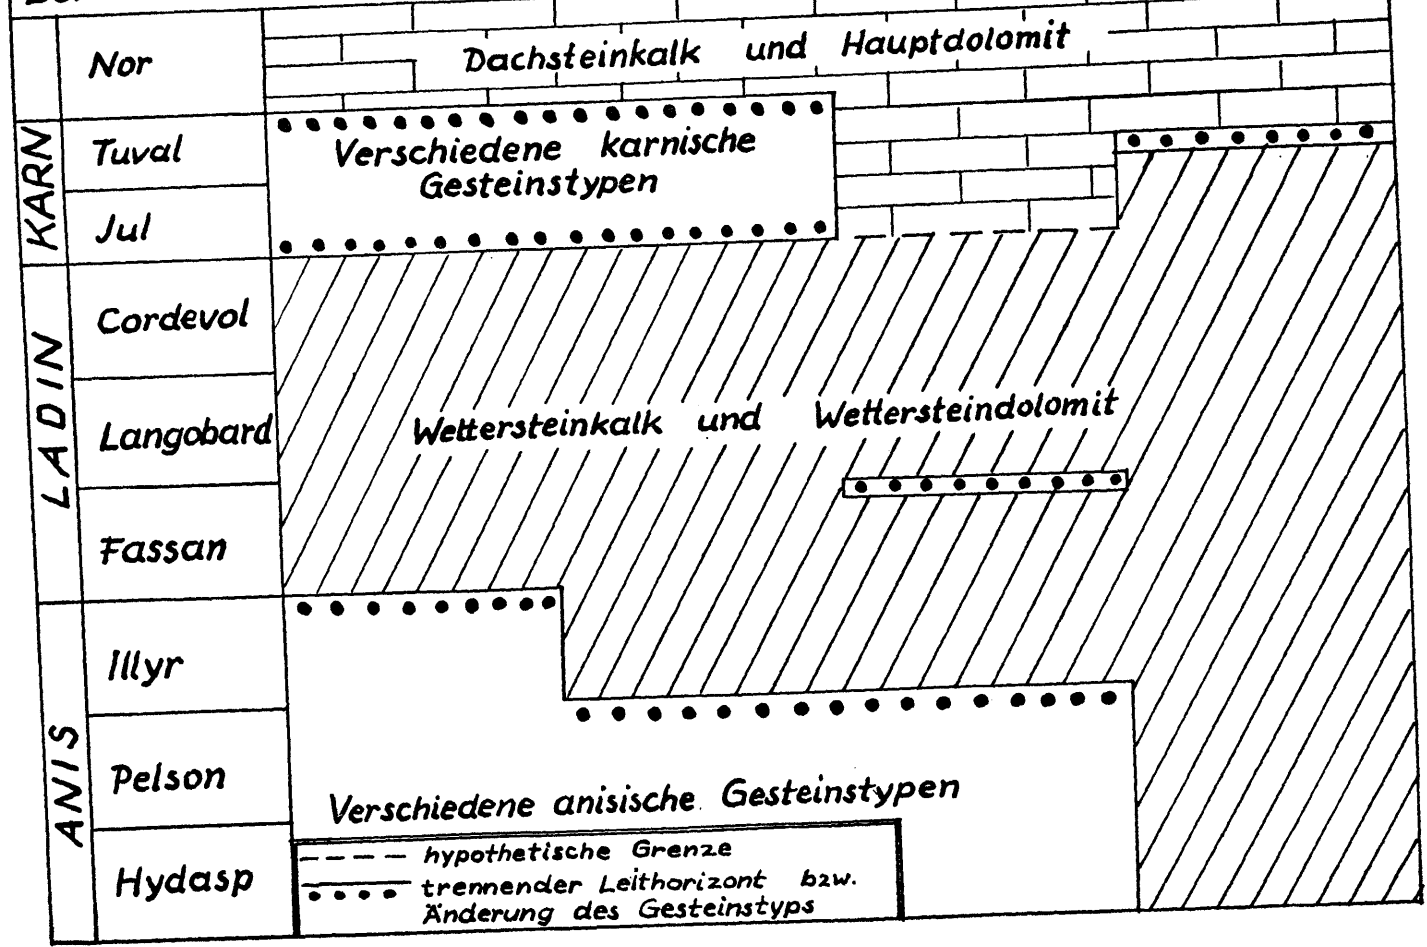 Nor
Dachsteinkalk und Hauptdolomit
KARN
Tuval
Verschiedene karnische
Gesteinstypen
Jul
LADIN
Cordevol
Langobard
Wettersteinkalk und Wettersteindolomit
Fassan
ANIS
Illyr
Pelson
Verschiedene anisische Gesteinstypen
Hydasp
hypothetische Grenze
trennender Leithorizont bzw.
Änderung des Gesteinstyps